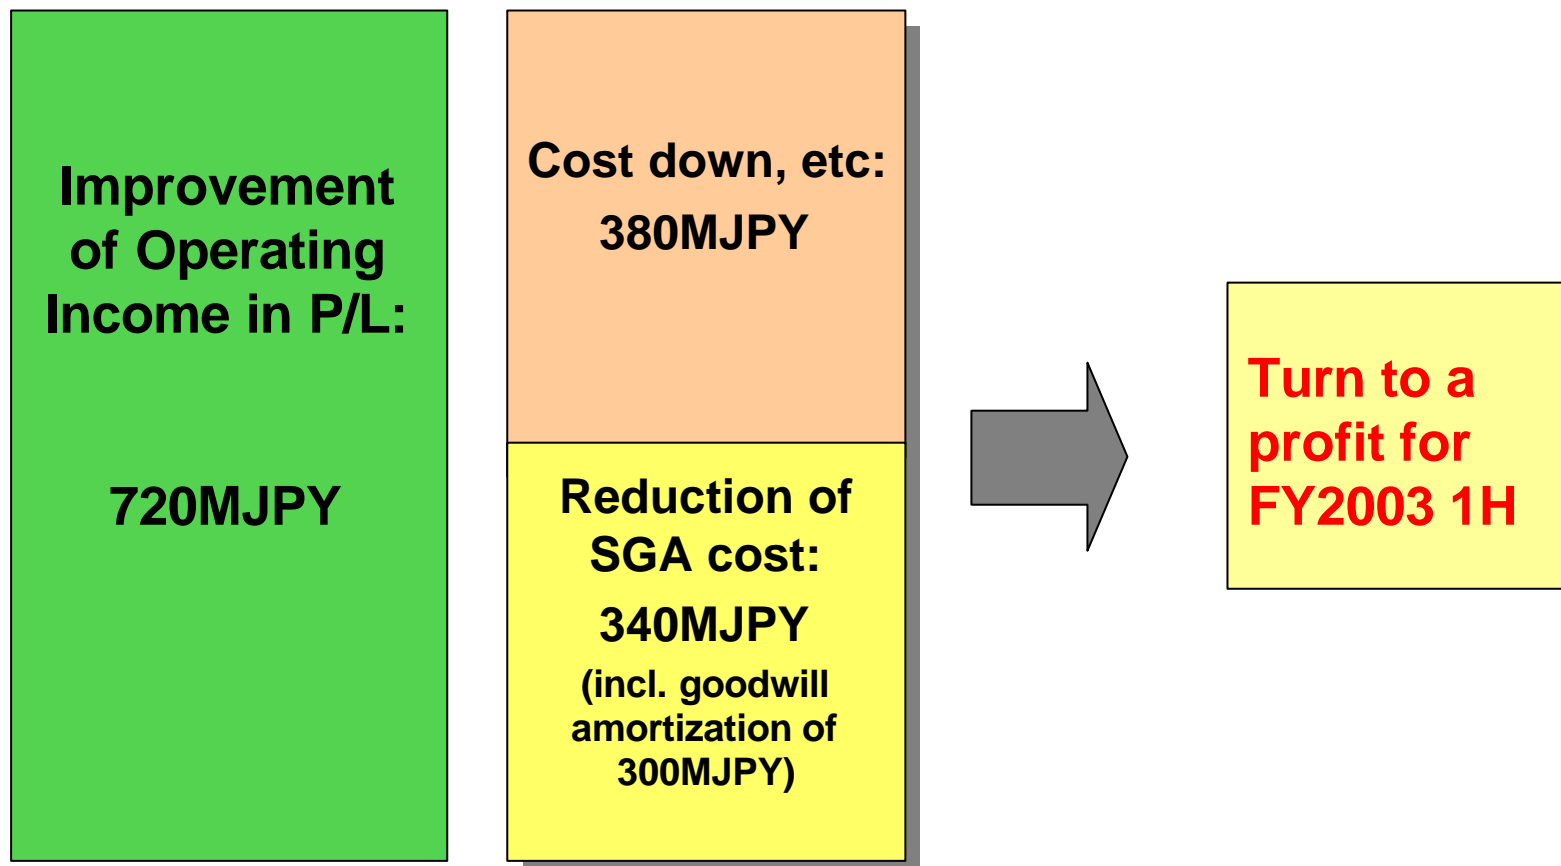 Improvement
of Operating
Income in P/L:
720MJPY
Cost down, etc:
380MJPY
Reduction of
SGA cost:
340MJPY
(incl. goodwill
amortization of
300MJPY)
Turn to a
profit for
FY2003 1H